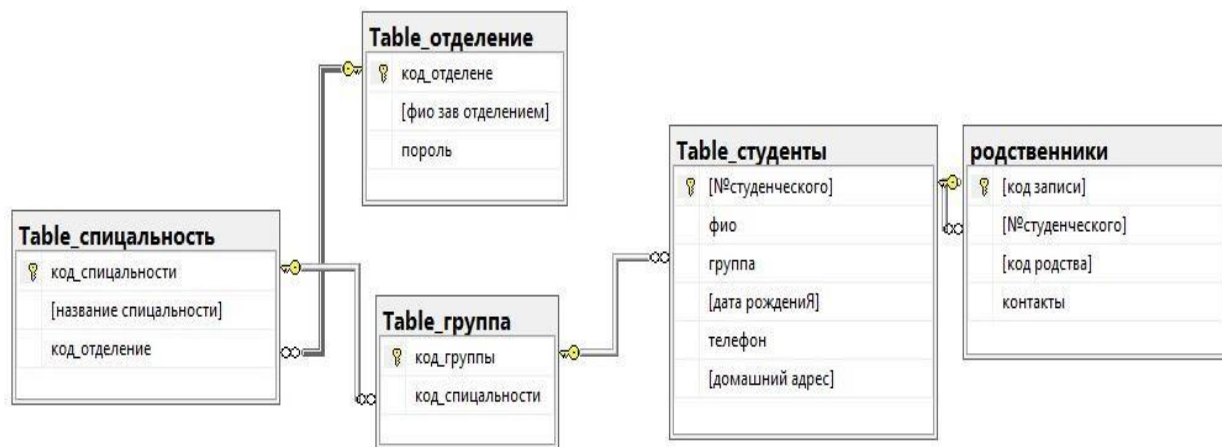 Table_отделение
код_отделене
[фио зав отделением]
пороль
Table_спицальность
код_спицальности
[название спицальности]
код_отделение
Table_группа
код_группы
код_спицальности
Table_студенты
[№студенческого]
фио
группа
[дата рождениЯ]
телефон
[домашний адрес]
родственники
[код записи]
[№студенческого]
[код родства]
контакты